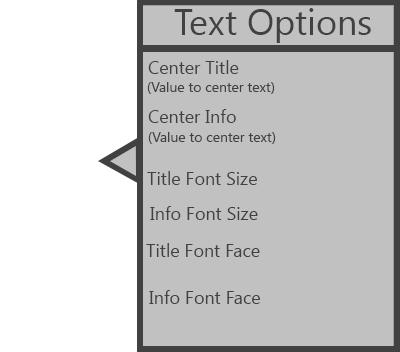 Text Options
Center Title
(Value to center text)
Center Info
(Value to center text)
Title Font Size
Info Font Size
Title Font Face
Info Font Face